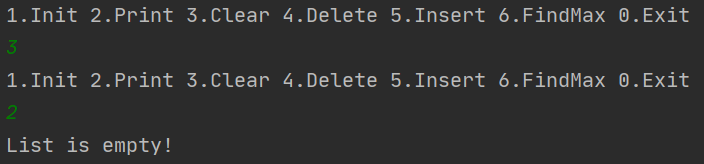 1.Init 2.Print 3.Clear 4.Delete 5.Insert 6.FindMax 0.Exit
3
1.Init 2.Print 3.Clear 4.Delete 5.Insert 6.FindMax 0.Exit
2
List is empty!